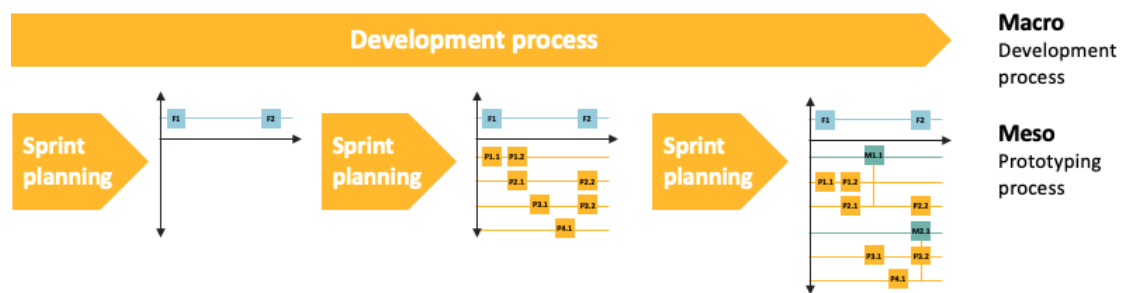 Development process
Macro
Development
process
Sprint
planning
F1 F2
Sprint
planning
F1 F2
P1.1 P1.2
P2.1 P2.2
P3.1 P3.2
P4.1
Sprint
planning
F1 F2
M1.1
P1.1 P1.2
P2.1 P2.2
M2.1
P3.1 P3.2
P4.1
Meso
Prototyping
process